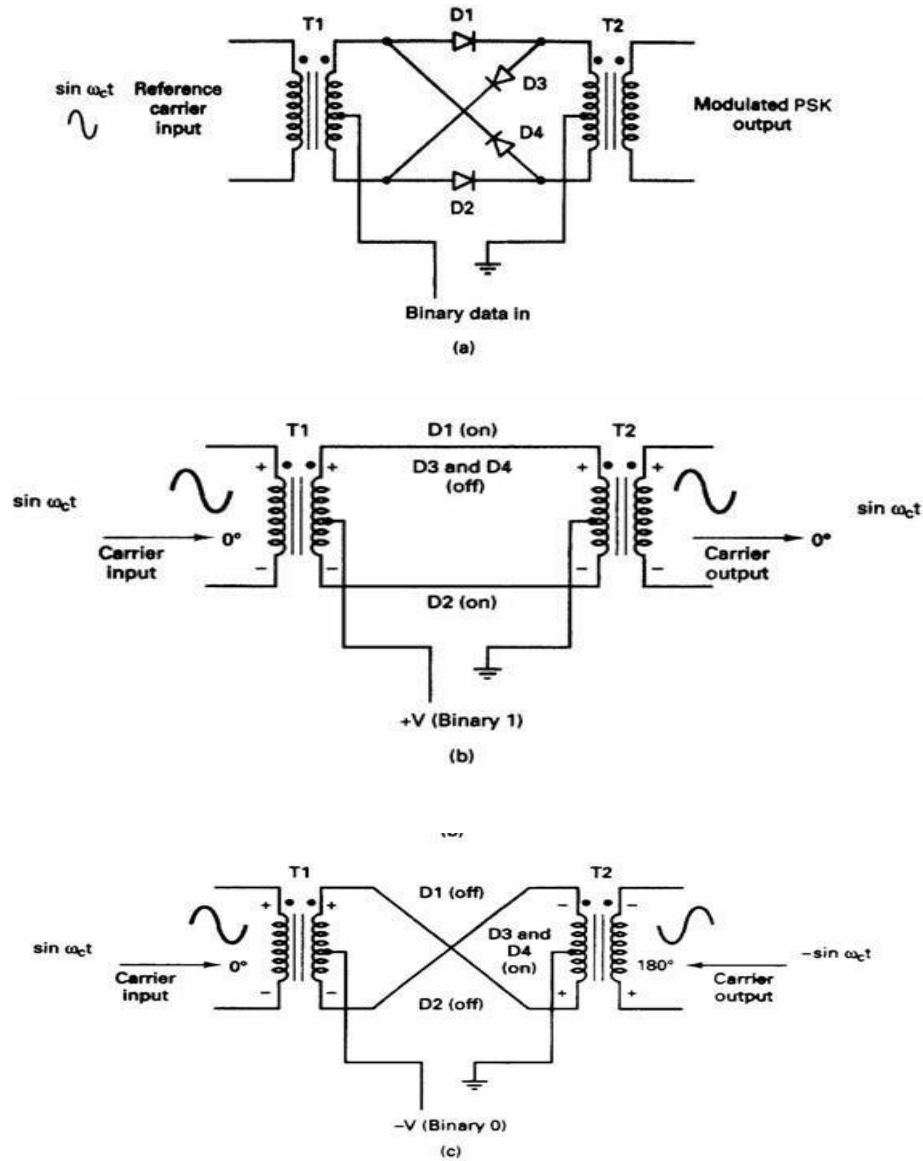 T1
D1
T2
sin ωct
Reference
carrier
input
D3
D4
Modulated PSK
output
D2
Binary data in
(a)
T1
D1 (on)
T2
D3 and D4
(off)
+
+
+
+
sin ωct
0°
Carrier
input
−
−
−
−
Carrier
output
0°
sin ωct
D2 (on)
+V (Binary 1)
(b)
T1
D1 (off)
T2
+
+
−
−
sin ωct
0°
Carrier
input
D3 and
D4
(on)
180°
Carrier
output
−sin ωct
−
−
+
+
D2 (off)
−V (Binary 0)
(c)